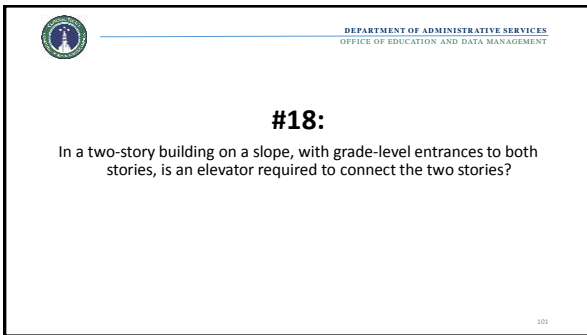 DEPARTMENT OF ADMINISTRATIVE SERVICES
OFFICE OF EDUCATION AND DATA MANAGEMENT
#18:
In a two-story building on a slope, with grade-level entrances to both
stories, is an elevator required to connect the two stories?
101